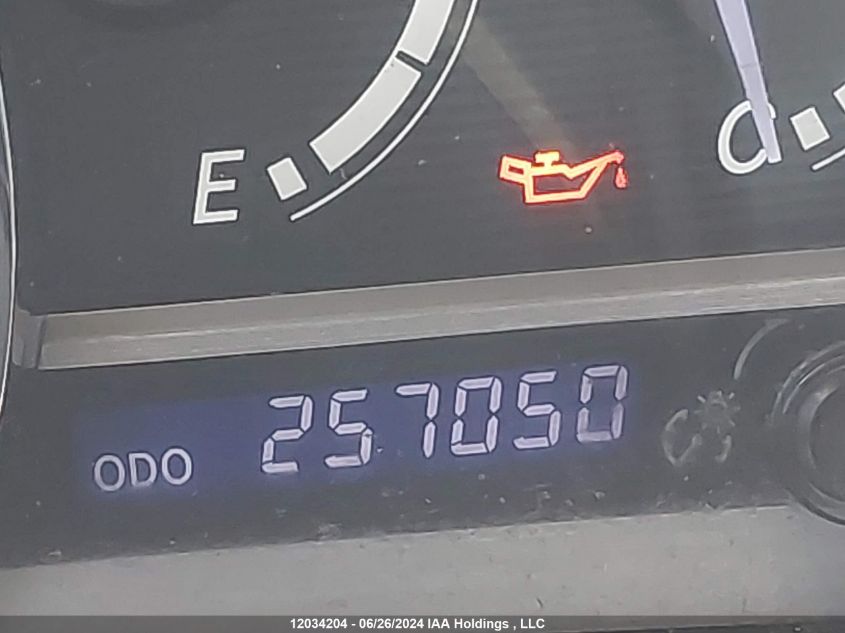 E
C
ODO 257050
12034204 - 06/26/2024 IAA Holdings , LLC